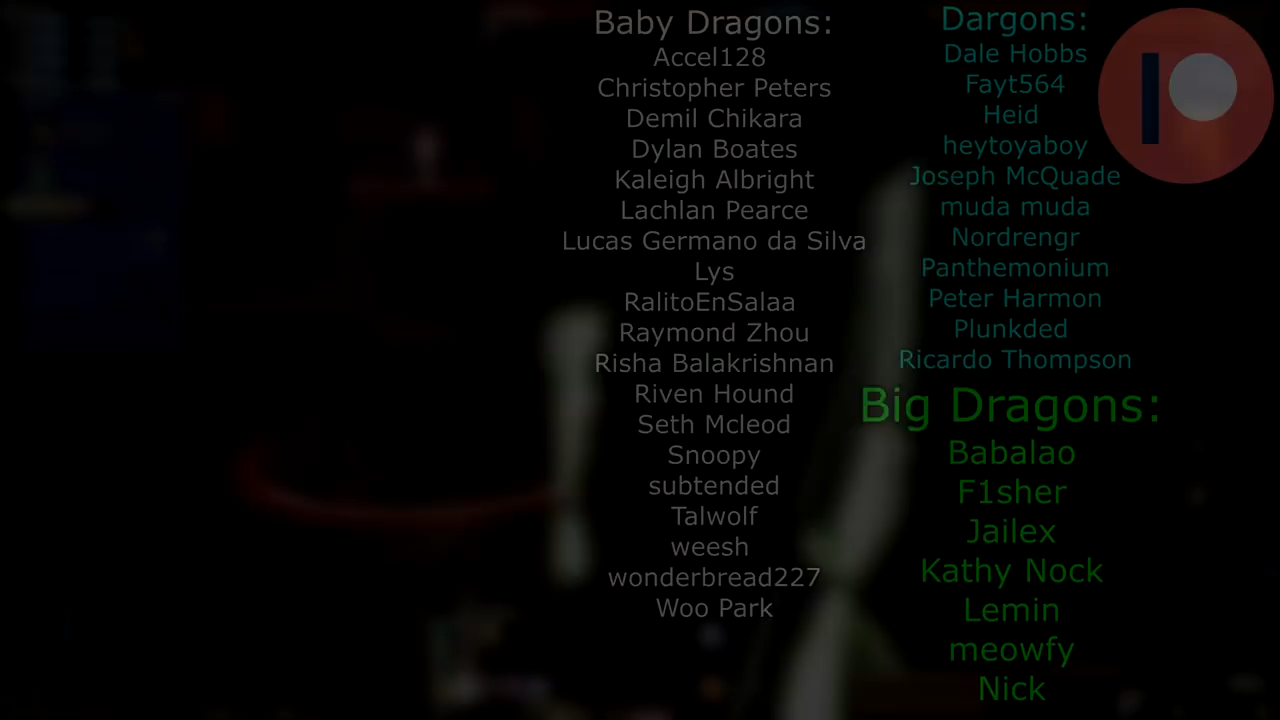 Baby Dragons:
Accel128
Christopher Peters
Demil Chikara
Dylan Boates
Kaleigh Albright
Lachlan Pearce
Lucas Germano da Silva
Lys
RalitoEnSalaa
Raymond Zhou
Risha Balakrishnan
Riven Hound
Seth Mcleod
Snoopy
subtended
Talwolf
weesh
wonderbread227
Woo Park
Dargons:
Dale Hobbs
Fayt564
Heid
heytoyaboy
Joseph McQuade
muda muda
Nordrengr
Panthemonium
Peter Harmon
Plunkded
Ricardo Thompson
Big Dragons:
Babalao
F1sher
Jailex
Kathy Nock
Lemin
meowfy
Nick